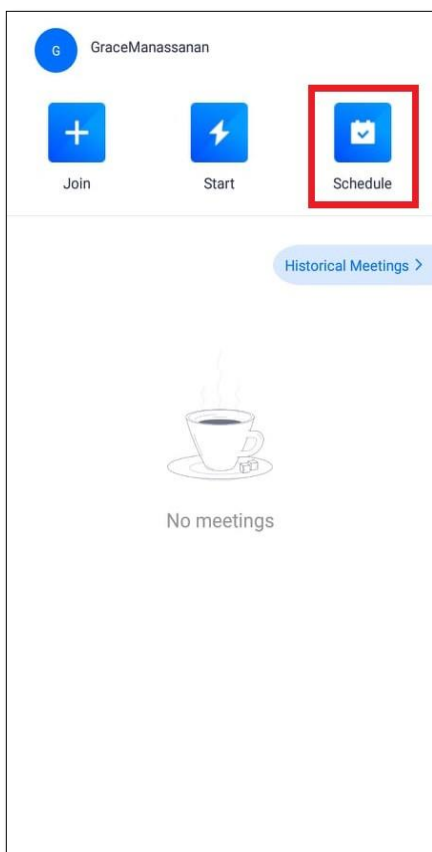 G GraceManassanan
Join Start Schedule
Historical Meetings >
No meetings